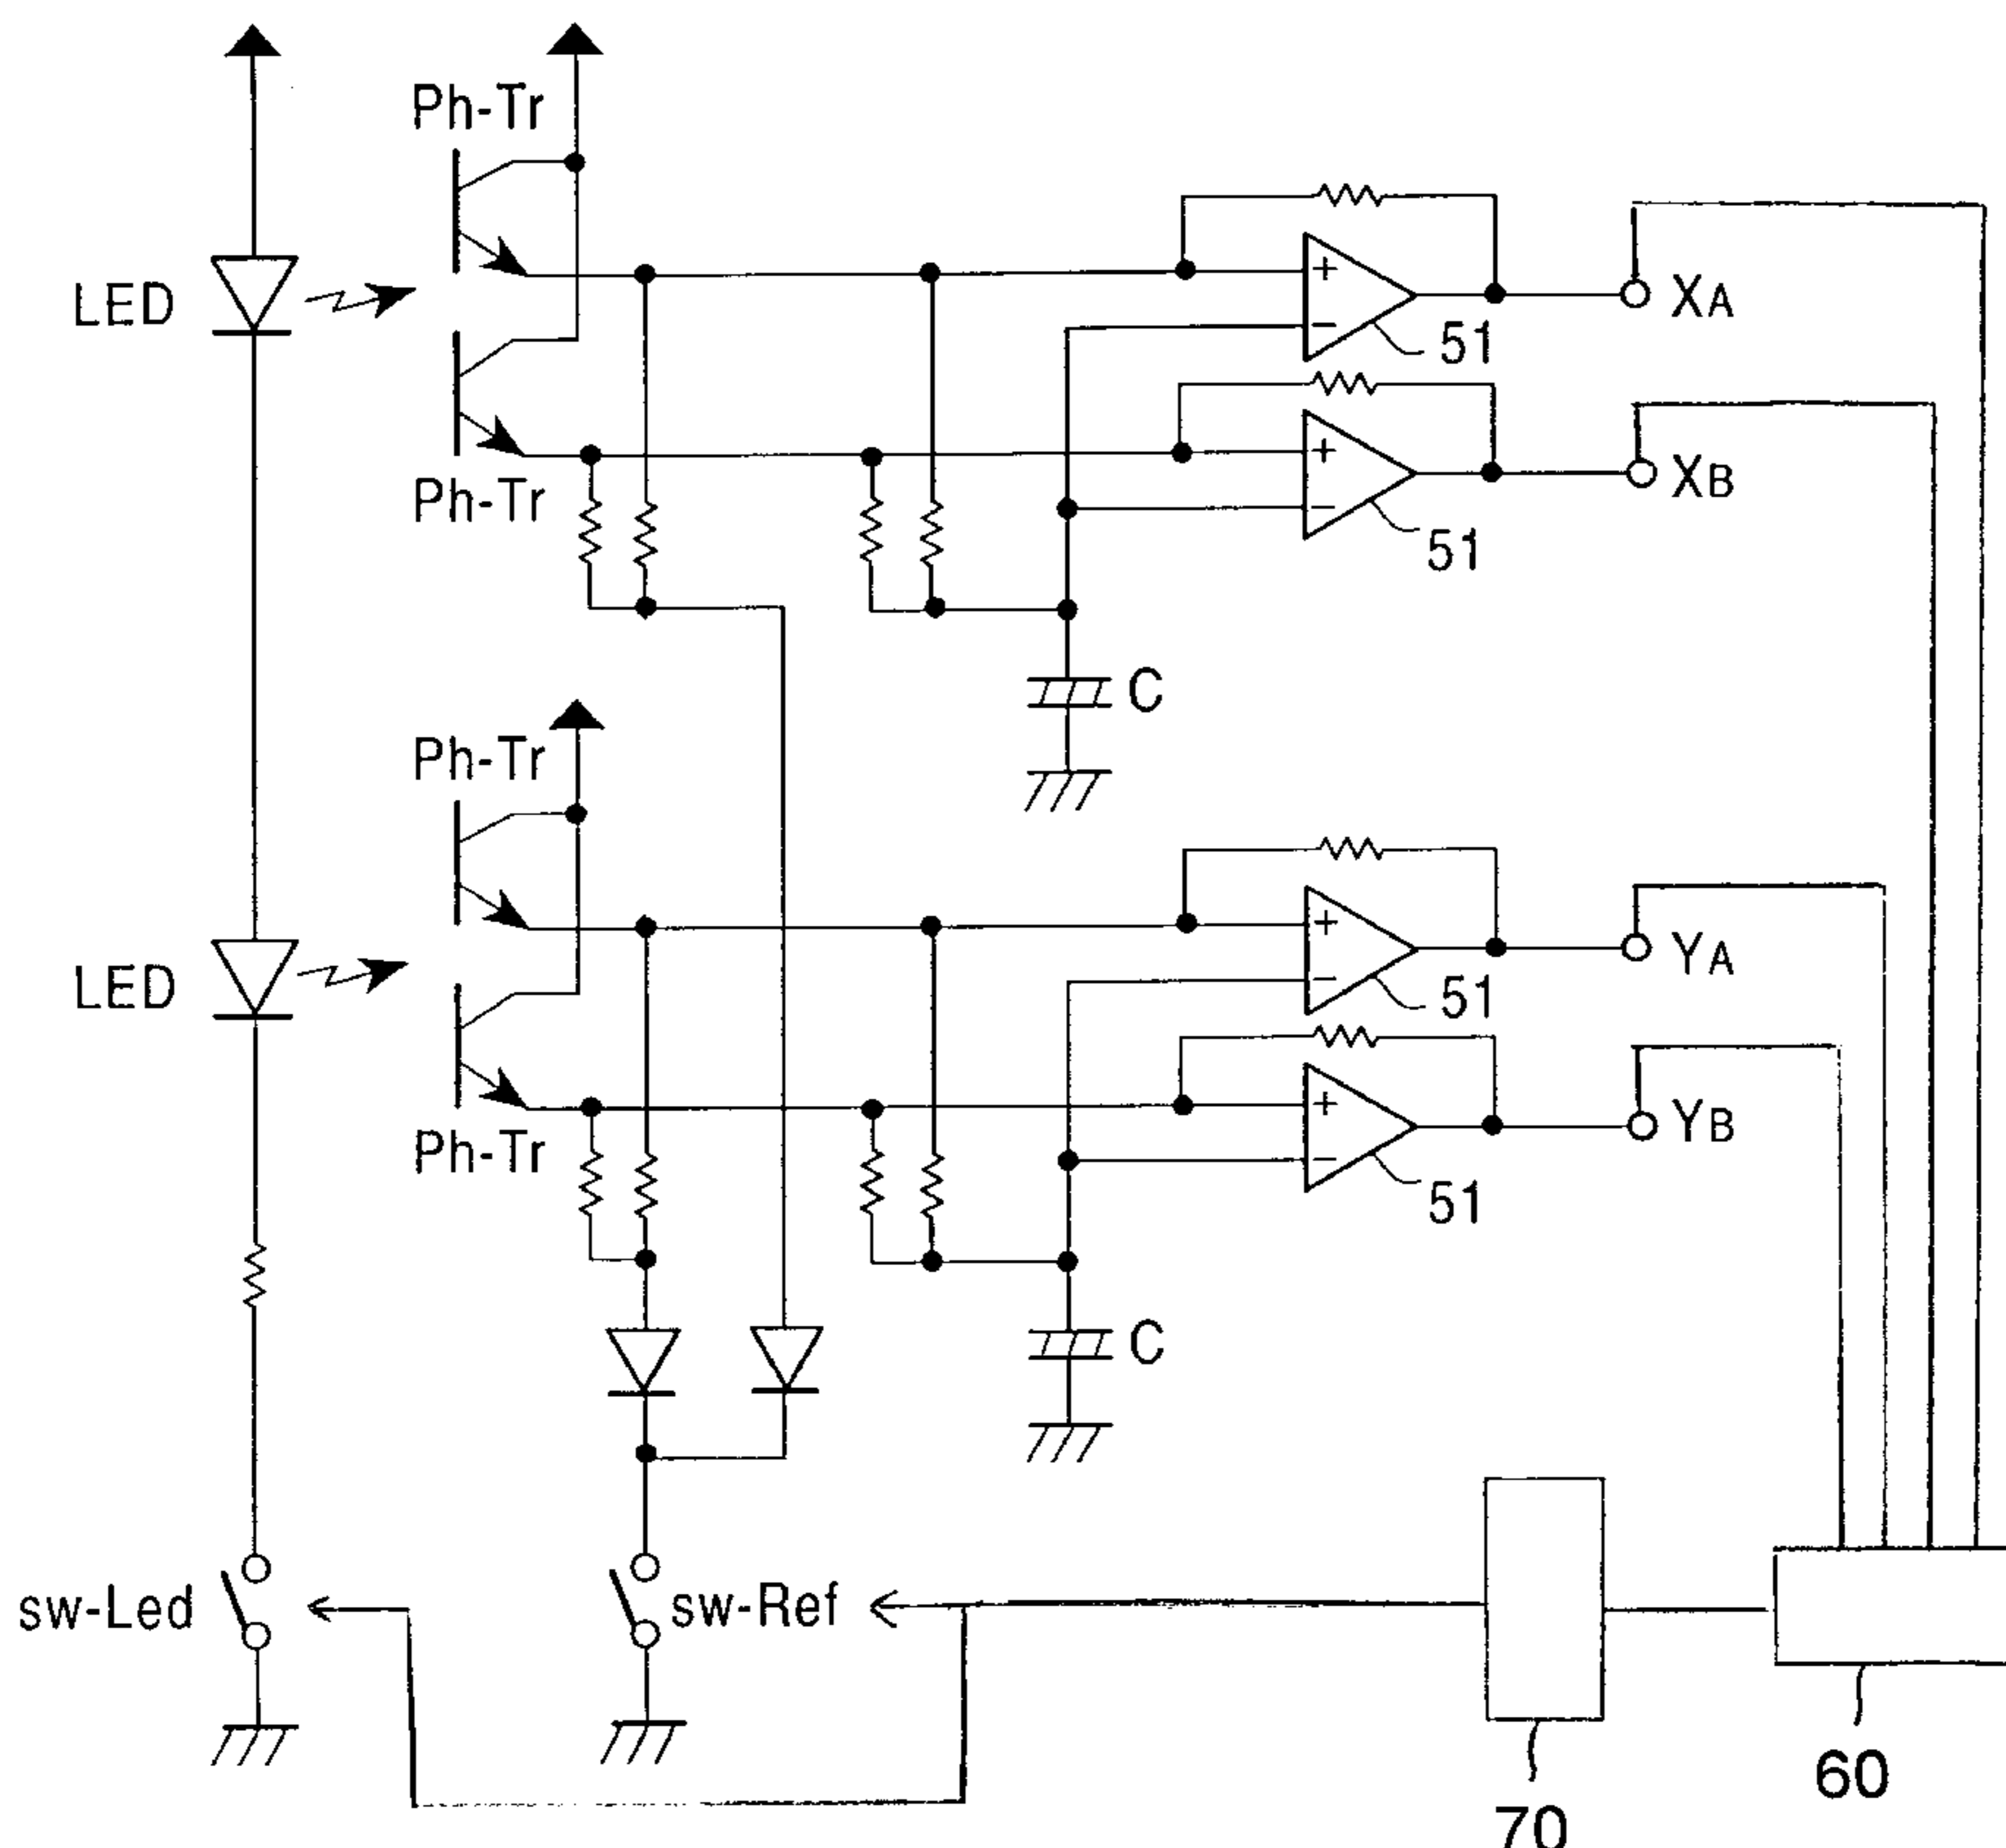 Ph-Tr
LED
+
−
51
XA
Ph-Tr
+
−
51
XB
C
Ph-Tr
LED
+
−
51
YA
Ph-Tr
+
−
51
YB
C
sw-Led
sw-Ref
70
60